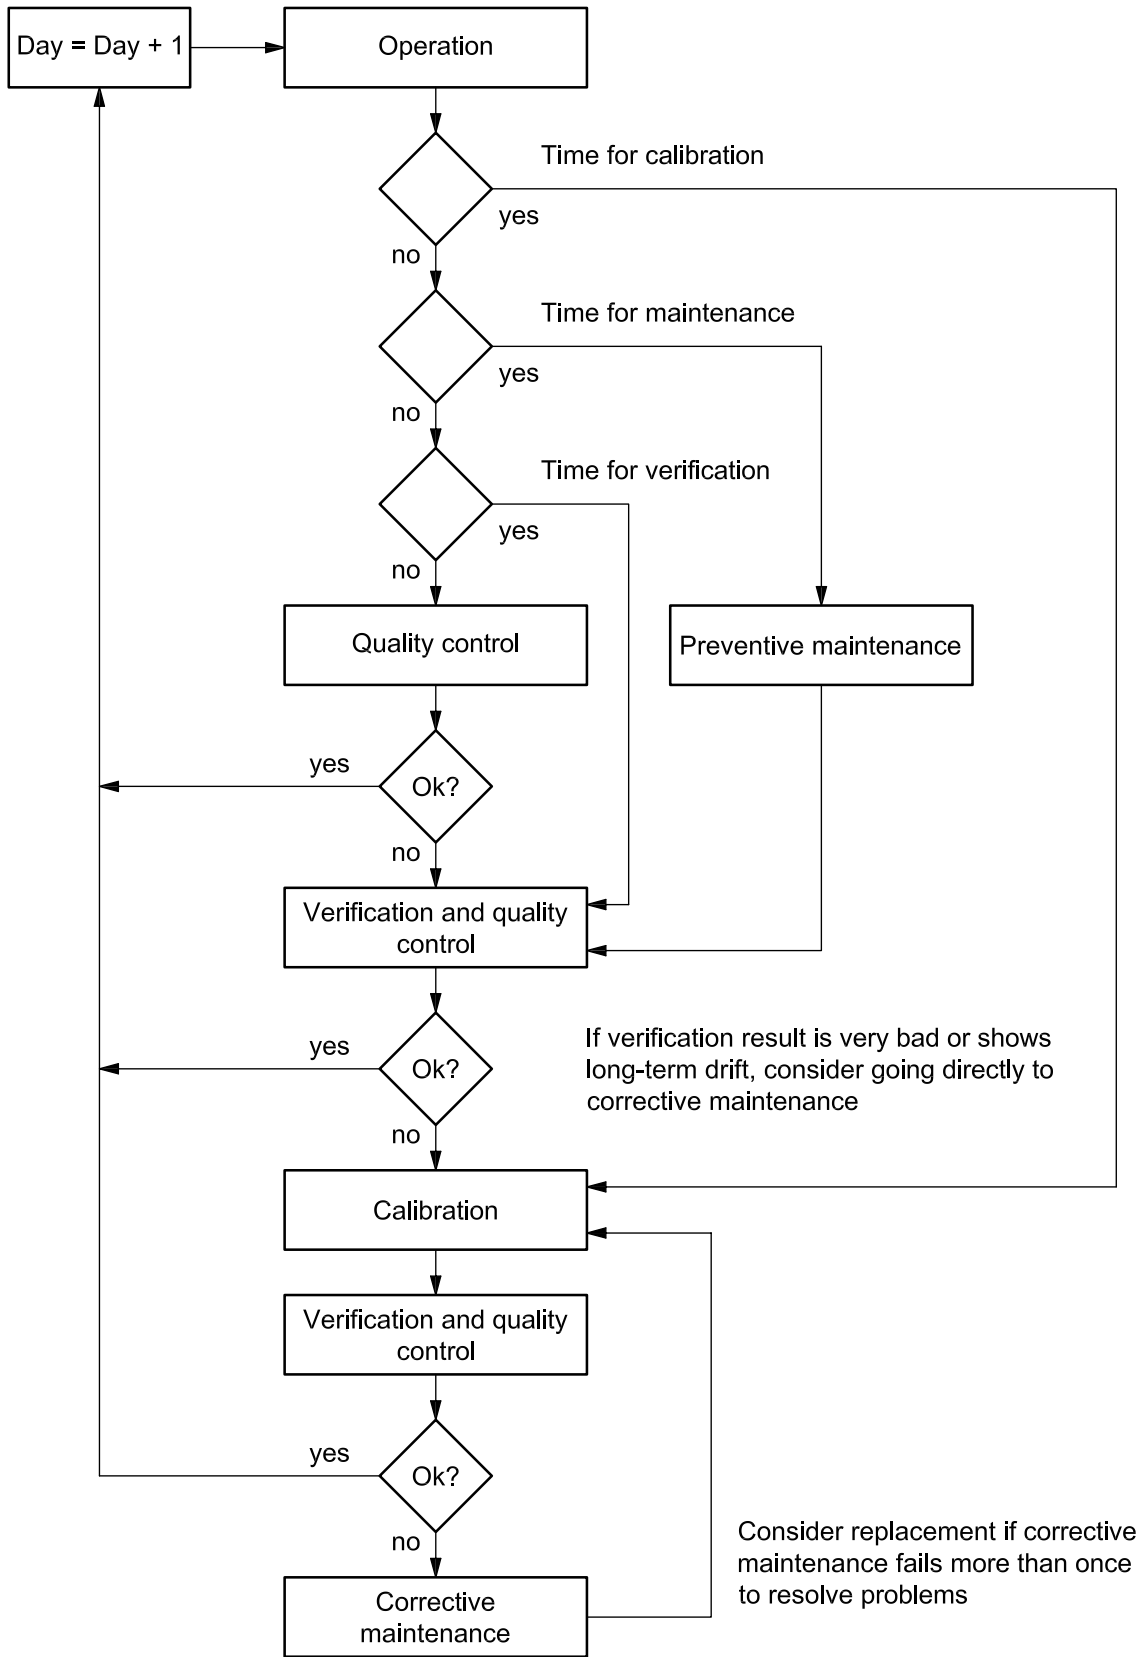 Day = Day + 1
Operation
Time for calibration
yes
no
Time for maintenance
yes
no
Time for verification
yes
no
Quality control
Preventive maintenance
yes
Ok?
no
Verification and quality
control
If verification result is very bad or shows
long-term drift, consider going directly to
corrective maintenance
yes
Ok?
no
Calibration
Verification and quality
control
yes
Ok?
no
Consider replacement if corrective
maintenance fails more than once
to resolve problems
Corrective
maintenance